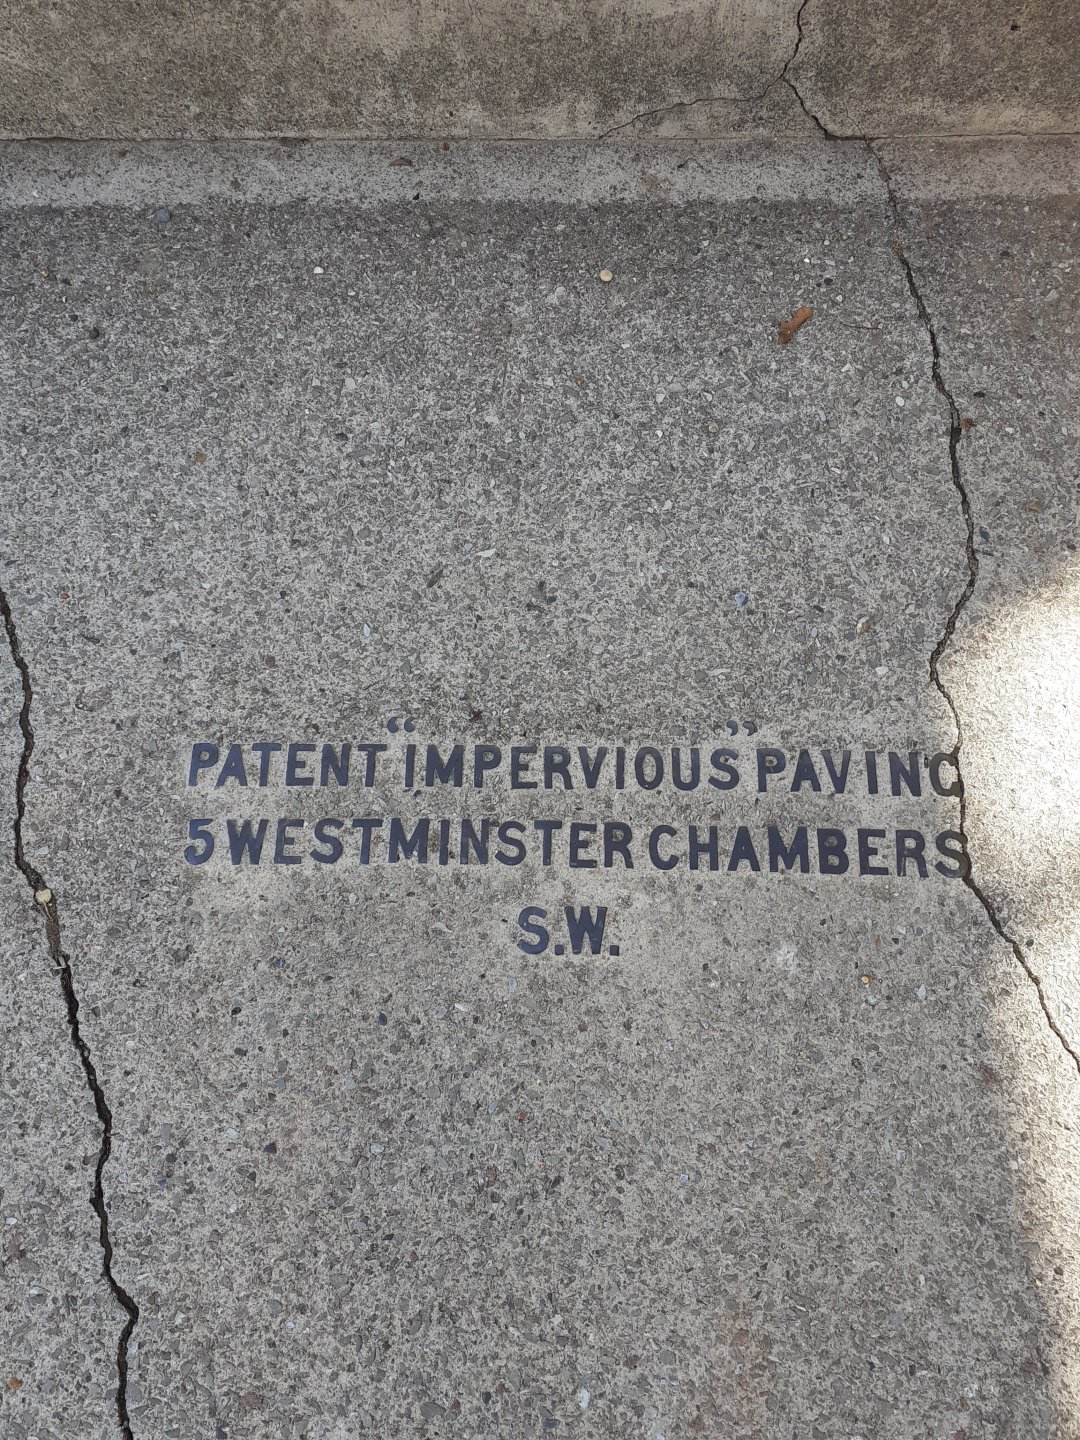 PATENT “IMPERVIOUS” PAVING
5 WESTMINSTER CHAMBERS
S.W.